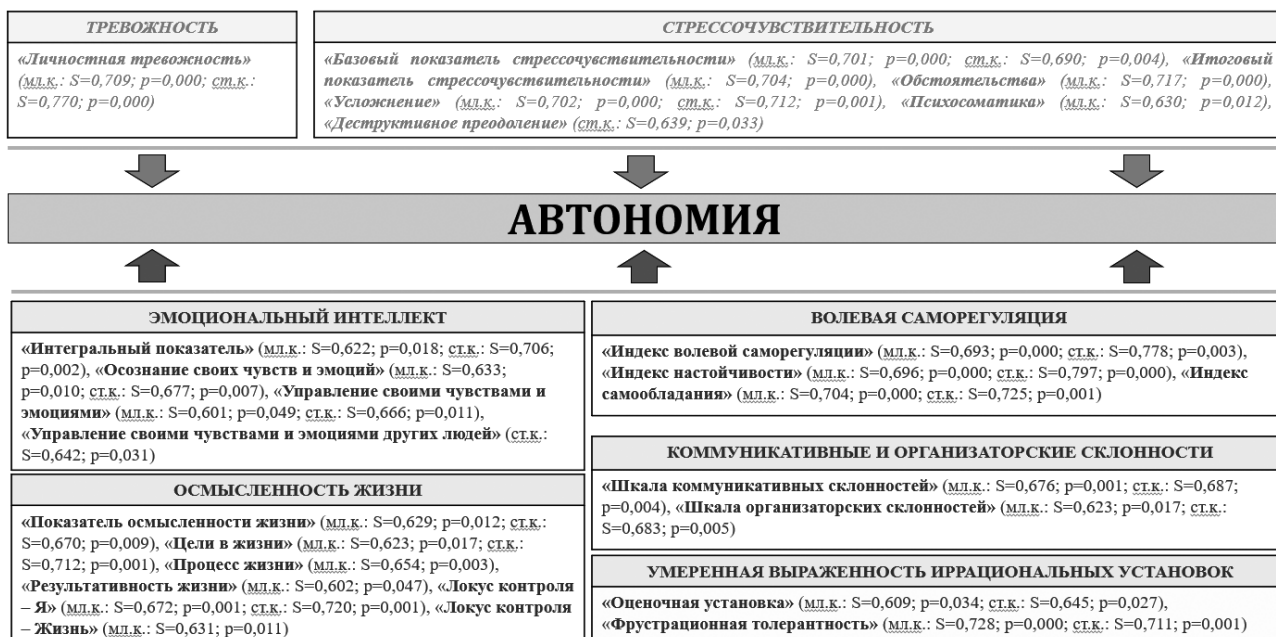 ТРЕВОЖНОСТЬ
«Личностная тревожность»
(мл.к.: S=0,709; p=0,000; ст.к.:
S=0,770; p=0,000)
СТРЕССОЧУВСТВИТЕЛЬНОСТЬ
«Базовый показатель стрессочувствительности» (мл.к.: S=0,701; p=0,000; ст.к.: S=0,690; p=0,004), «Итоговый
показатель стрессочувствительности» (мл.к.: S=0,704; p=0,000), «Обстоятельства» (мл.к.: S=0,717; p=0,000),
«Усложнение» (мл.к.: S=0,702; p=0,000; ст.к.: S=0,712; p=0,001), «Психосоматика» (мл.к.: S=0,630; p=0,012),
«Деструктивное преодоление» (ст.к.: S=0,639; p=0,033)
АВТОНОМИЯ
ЭМОЦИОНАЛЬНЫЙ ИНТЕЛЛЕКТ
«Интегральный показатель» (мл.к.: S=0,622; p=0,018; ст.к.: S=0,706;
p=0,002), «Осознание своих чувств и эмоций» (мл.к.: S=0,633;
p=0,010; ст.к.: S=0,677; p=0,007), «Управление своими чувствами и
эмоциями» (мл.к.: S=0,601; p=0,049; ст.к.: S=0,666; p=0,011),
«Управление своими чувствами и эмоциями других людей» (ст.к.:
S=0,642; p=0,031)
ОСМЫСЛЕННОСТЬ ЖИЗНИ
«Показатель осмысленности жизни» (мл.к.: S=0,629; p=0,012; ст.к.:
S=0,670; p=0,009), «Цели в жизни» (мл.к.: S=0,623; p=0,017; ст.к.:
S=0,712; p=0,001), «Процесс жизни» (мл.к.: S=0,654; p=0,003),
«Результативность жизни» (мл.к.: S=0,602; p=0,047), «Локус контроля
– Я» (мл.к.: S=0,672; p=0,001; ст.к.: S=0,720; p=0,001), «Локус контроля
– Жизнь» (мл.к.: S=0,631; p=0,011)
ВОЛЕВАЯ САМОРЕГУЛЯЦИЯ
«Индекс волевой саморегуляции» (мл.к.: S=0,693; p=0,000; ст.к.: S=0,778; p=0,003),
«Индекс настойчивости» (мл.к.: S=0,696; p=0,000; ст.к.: S=0,797; p=0,000), «Индекс
самообладания» (мл.к.: S=0,704; p=0,000; ст.к.: S=0,725; p=0,001)
КОММУНИКАТИВНЫЕ И ОРГАНИЗАТОРСКИЕ СКЛОННОСТИ
«Шкала коммуникативных склонностей» (мл.к.: S=0,676; p=0,001; ст.к.: S=0,687;
p=0,004), «Шкала организаторских склонностей» (мл.к.: S=0,623; p=0,017; ст.к.:
S=0,683; p=0,005)
УМЕРЕННАЯ ВЫРАЖЕННОСТЬ ИРРАЦИОНАЛЬНЫХ УСТАНОВОК
«Оценочная установка» (мл.к.: S=0,609; p=0,034; ст.к.: S=0,645; p=0,027),
«Фрустрационная толерантность» (мл.к.: S=0,728; p=0,000; ст.к.: S=0,711; p=0,001)